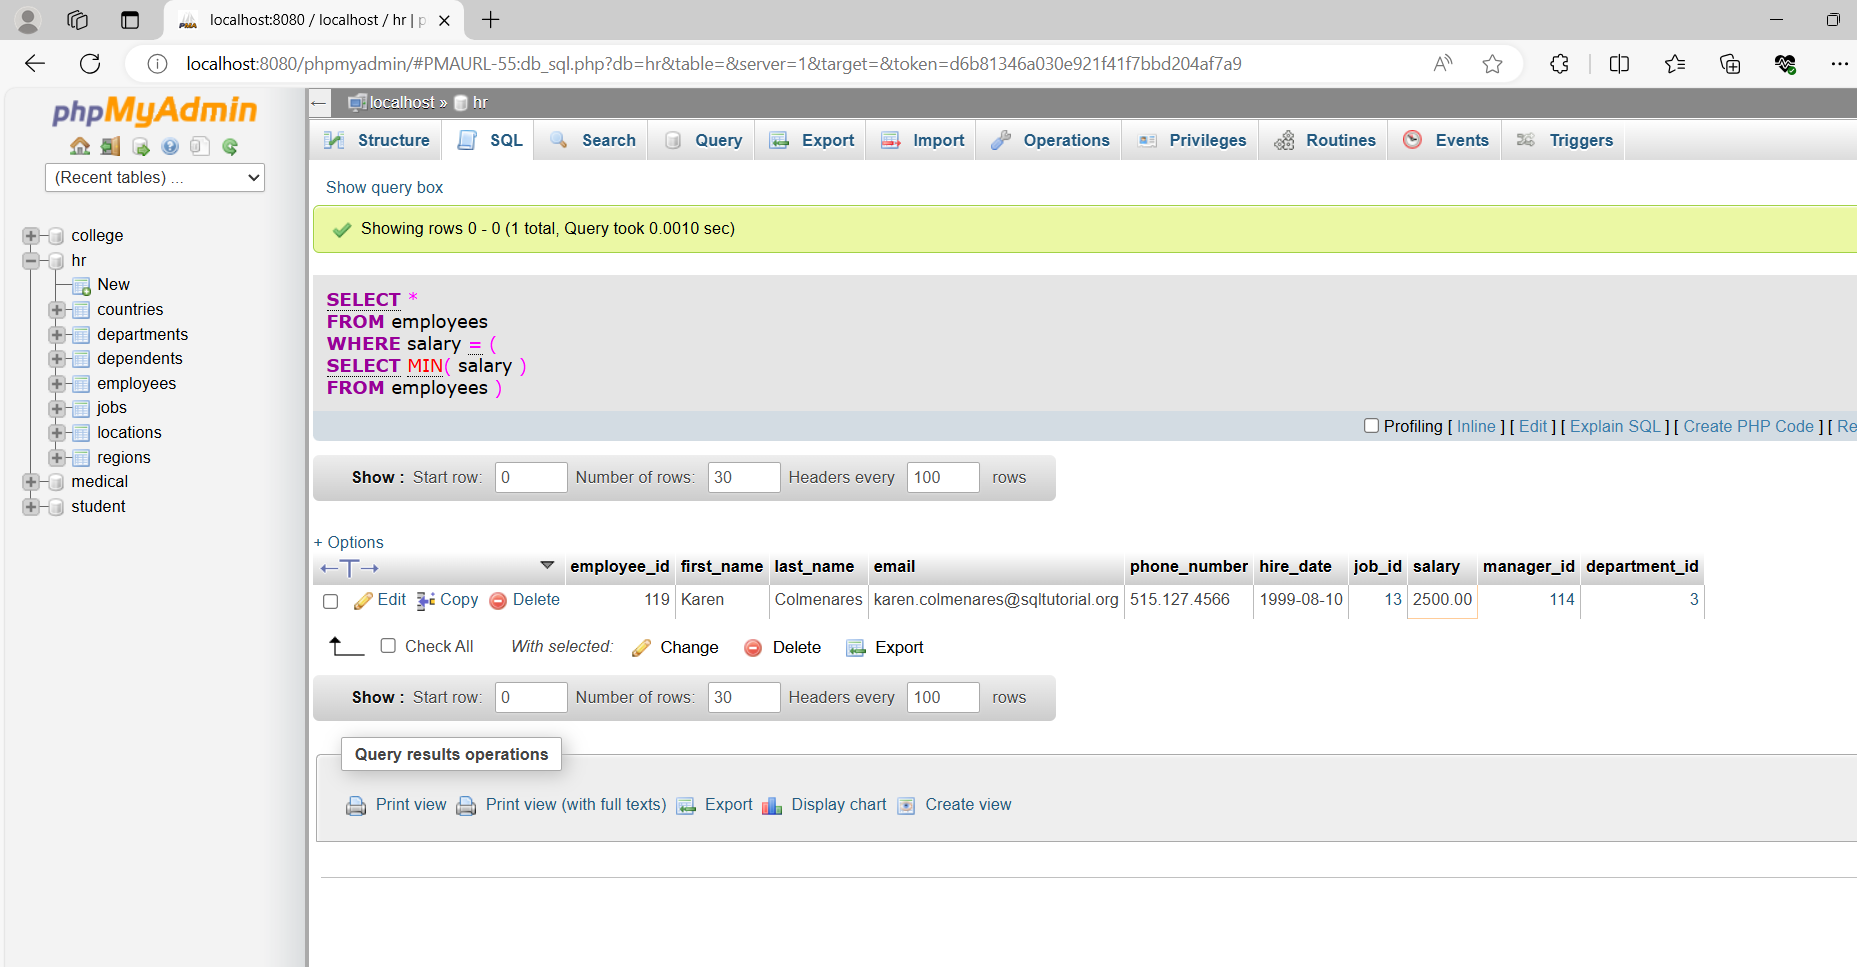 localhost:8080 / localhost / hr | p
localhost:8080/phpmyadmin/#PMAURL-55:db_sql.php?db=hr&table=&server=1&target=&token=d6b81346a030e921f41f7bbd204af7a9
phpMyAdmin
(Recent tables) ...
college
hr
New
countries
departments
dependents
employees
jobs
locations
regions
medical
student
localhost » hr
Structure SQL Search Query Export Import Operations Privileges Routines Events Triggers
Show query box
Showing rows 0 - 0 (1 total, Query took 0.0010 sec)
SELECT *
FROM employees
WHERE salary = (
SELECT MIN( salary )
FROM employees )
Profiling [ Inline ] [ Edit ] [ Explain SQL ] [ Create PHP Code ] [ Re
Show : Start row: 0 Number of rows: 30 Headers every 100 rows
+ Options
←T→ employee_id first_name last_name email phone_number hire_date job_id salary manager_id department_id
Edit Copy Delete 119 Karen Colmenares karen.colmenares@sqltutorial.org 515.127.4566 1999-08-10 13 2500.00 114 3
Check All With selected: Change Delete Export
Show : Start row: 0 Number of rows: 30 Headers every 100 rows
Query results operations
Print view Print view (with full texts) Export Display chart Create view